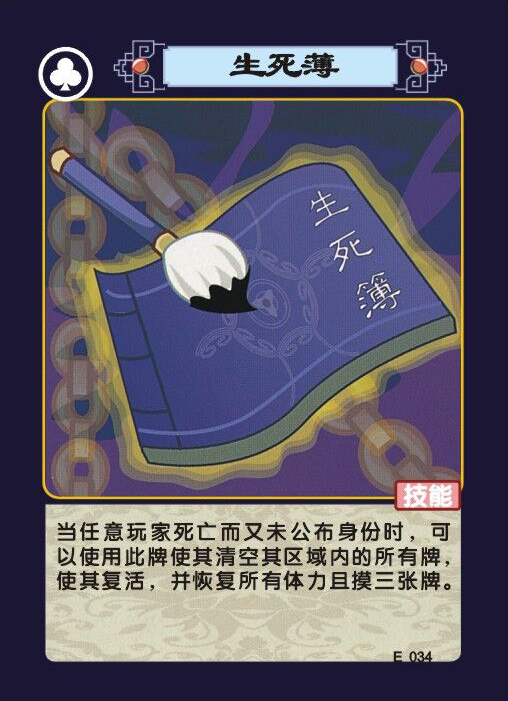 生死薄
生
死
簿
技能
当任意玩家死亡而又未公布身份时，可
以使用此牌使其清空其区域内的所有牌，
使其复活，并恢复所有体力且摸三张牌。
E 034